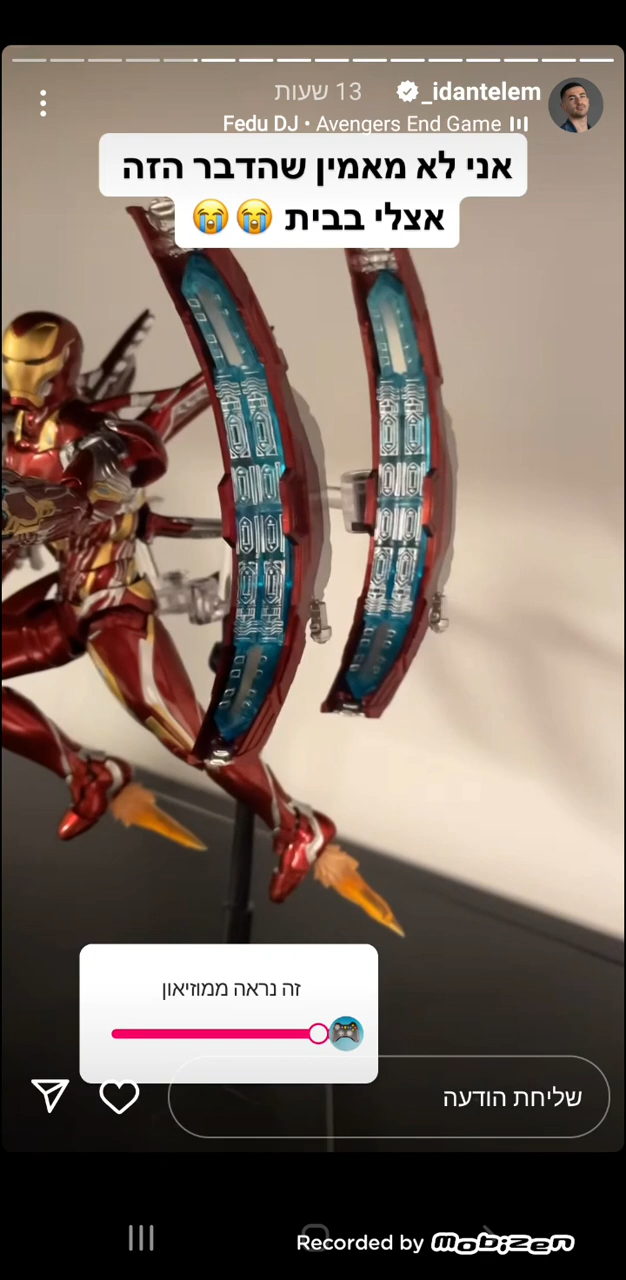 _idantelem 13 שעות
Fedu DJ • Avengers End Game
אני לא מאמין שהדבר הזה
אצלי בבית 😭😭
זה נראה ממוזיאון
שליחת הודעה
Recorded by Mobizen